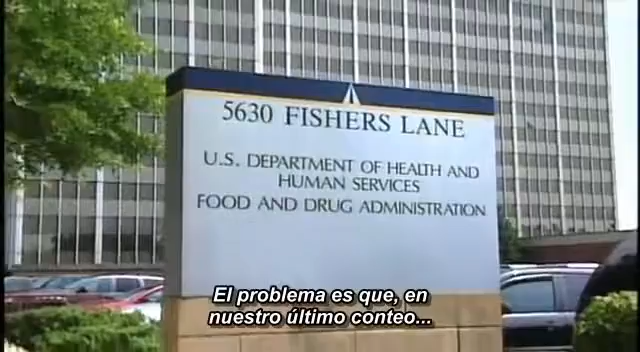 5630 FISHERS LANE
U.S. DEPARTMENT OF HEALTH AND
HUMAN SERVICES
FOOD AND DRUG ADMINISTRATION
El problema es que, en
nuestro último conteo...